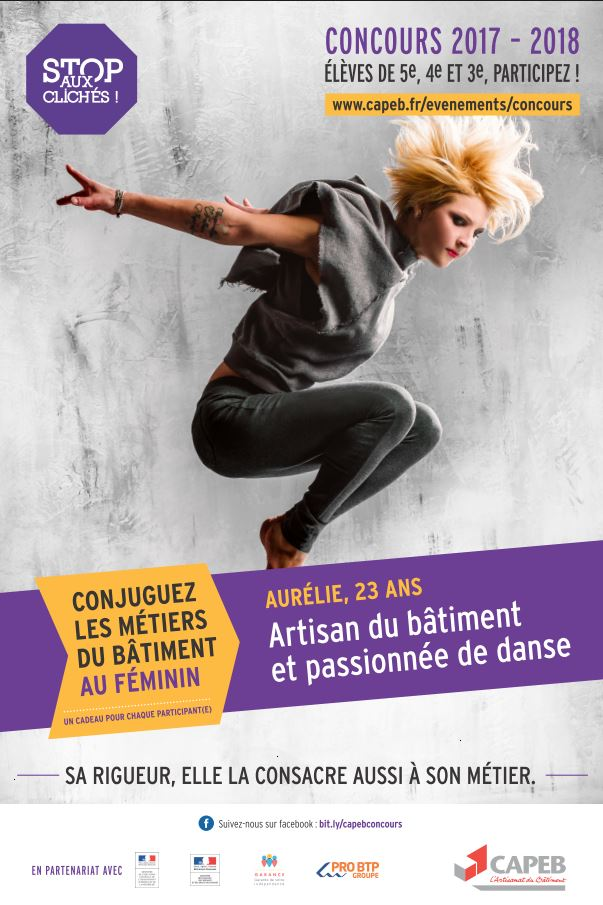 STOP
AUX
CLICHÉS !
CONCOURS 2017 - 2018
ÉLÈVES DE 5e, 4e ET 3e, PARTICIPEZ !
www.capeb.fr/evenements/concours
CONJUGUEZ
LES MÉTIERS
DU BÂTIMENT
AU FÉMININ
UN CADEAU POUR CHAQUE PARTICIPANT(E)
AURÉLIE, 23 ANS
Artisan du bâtiment
et passionnée de danse
SA RIGUEUR, ELLE LA CONSACRE AUSSI À SON MÉTIER.
Suivez-nous sur facebook : bit.ly/capebconcours
EN PARTENARIAT AVEC
GARANCE
PRO BTP
GROUPE
CAPEB
L'Artisanat du Bâtiment